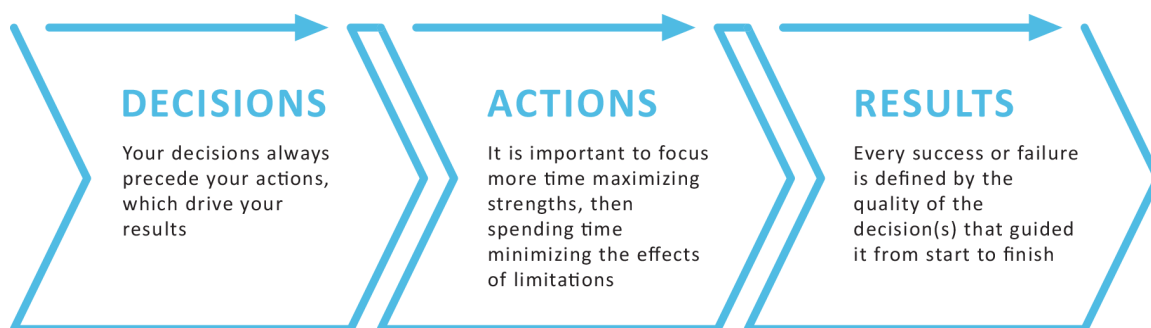 DECISIONS
Your decisions always
precede your actions,
which drive your
results
ACTIONS
It is important to focus
more time maximizing
strengths, then
spending time
minimizing the effects
of limitations
RESULTS
Every success or failure
is defined by the
quality of the
decision(s) that guided
it from start to finish